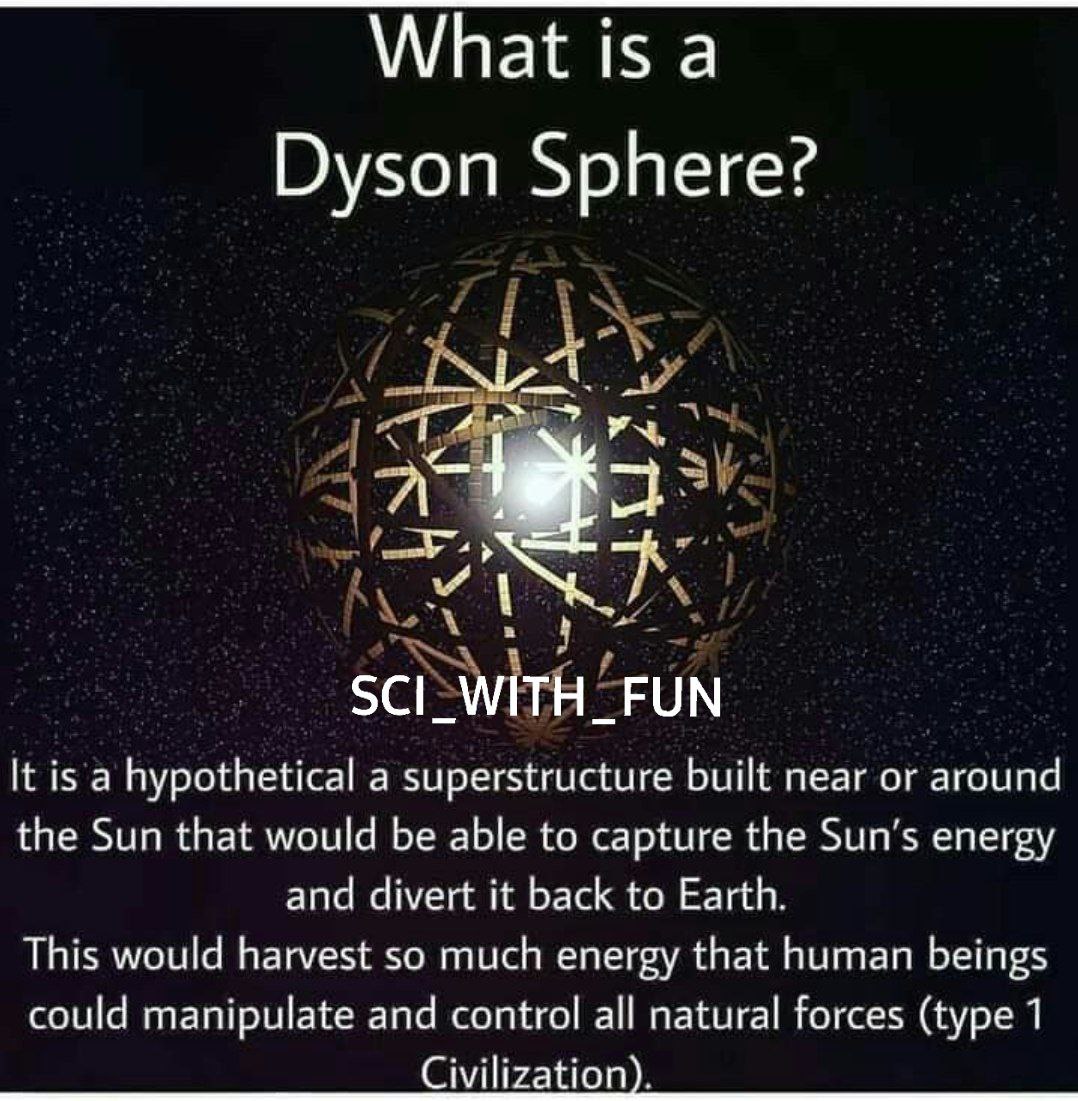 What is a
Dyson Sphere?
SCI_WITH_FUN
It is a hypothetical a superstructure built near or around
the Sun that would be able to capture the Sun's energy
and divert it back to Earth.
This would harvest so much energy that human beings
could manipulate and control all natural forces (type 1
Civilization).